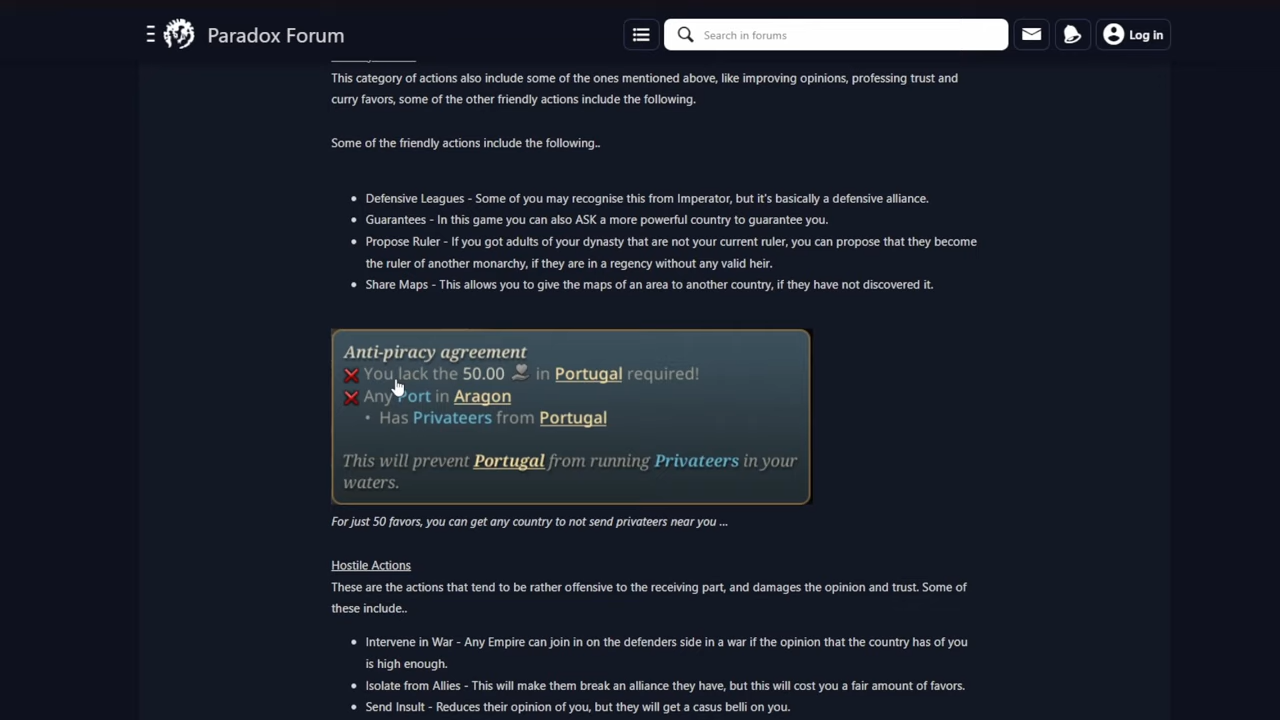 Paradox Forum
Search in forums
Log in
This category of actions also include some of the ones mentioned above, like improving opinions, professing trust and
curry favors, some of the other friendly actions include the following.
Some of the friendly actions include the following..
• Defensive Leagues - Some of you may recognise this from Imperator, but it's basically a defensive alliance.
• Guarantees - In this game you can also ASK a more powerful country to guarantee you.
• Propose Ruler - If you got adults of your dynasty that are not your current ruler, you can propose that they become
the ruler of another monarchy, if they are in a regency without any valid heir.
• Share Maps - This allows you to give the maps of an area to another country, if they have not discovered it.
Anti-piracy agreement
You lack the 50.00 in Portugal required!
Any Port in Aragon
• Has Privateers from Portugal
This will prevent Portugal from running Privateers in your
waters.
For just 50 favors, you can get any country to not send privateers near you ...
Hostile Actions
These are the actions that tend to be rather offensive to the receiving part, and damages the opinion and trust. Some of
these include..
• Intervene in War - Any Empire can join in on the defenders side in a war if the opinion that the country has of you
is high enough.
• Isolate from Allies - This will make them break an alliance they have, but this will cost you a fair amount of favors.
• Send Insult - Reduces their opinion of you, but they will get a casus belli on you.